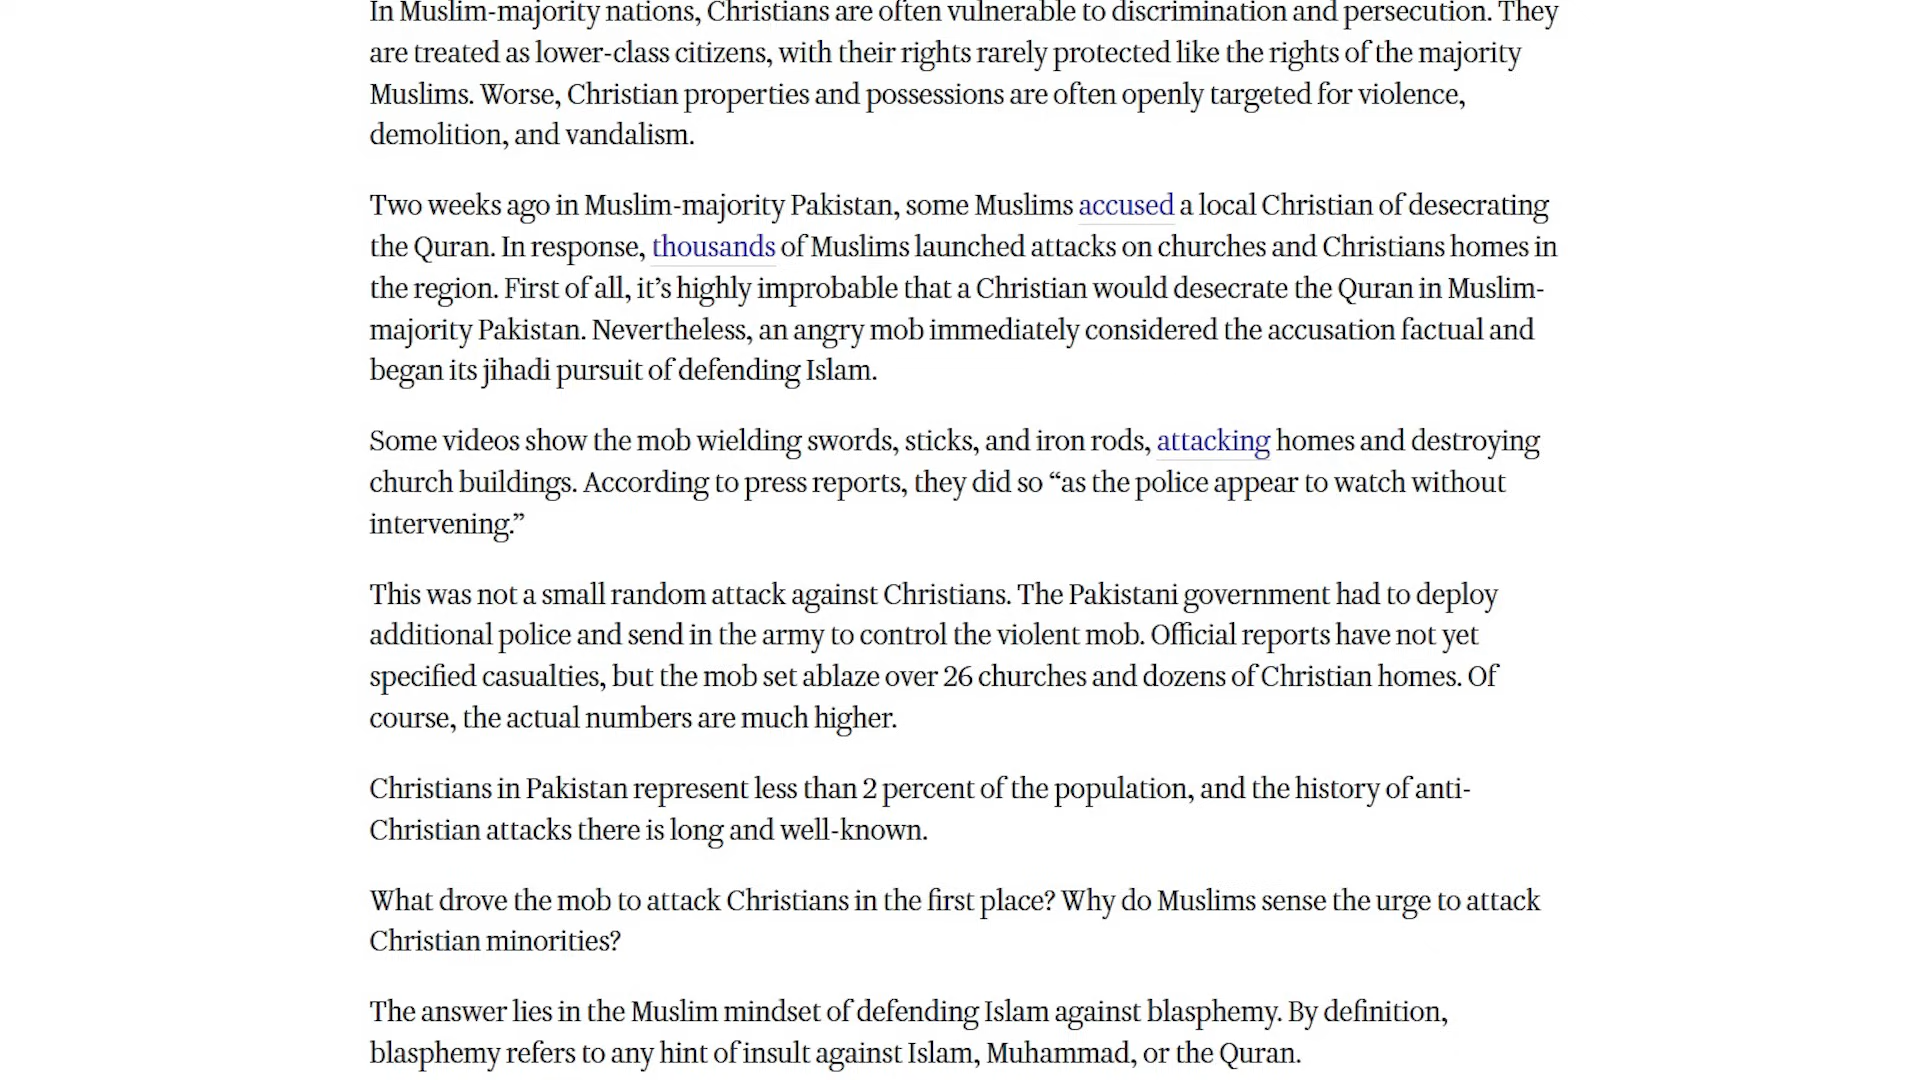 In Muslim-majority nations, Christians are often vulnerable to discrimination and persecution. They
are treated as lower-class citizens, with their rights rarely protected like the rights of the majority
Muslims. Worse, Christian properties and possessions are often openly targeted for violence,
demolition, and vandalism.
Two weeks ago in Muslim-majority Pakistan, some Muslims accused a local Christian of desecrating
the Quran. In response, thousands of Muslims launched attacks on churches and Christians homes in
the region. First of all, it’s highly improbable that a Christian would desecrate the Quran in Muslim-
majority Pakistan. Nevertheless, an angry mob immediately considered the accusation factual and
began its jihadi pursuit of defending Islam.
Some videos show the mob wielding swords, sticks, and iron rods, attacking homes and destroying
church buildings. According to press reports, they did so “as the police appear to watch without
intervening.”
This was not a small random attack against Christians. The Pakistani government had to deploy
additional police and send in the army to control the violent mob. Official reports have not yet
specified casualties, but the mob set ablaze over 26 churches and dozens of Christian homes. Of
course, the actual numbers are much higher.
Christians in Pakistan represent less than 2 percent of the population, and the history of anti-
Christian attacks there is long and well-known.
What drove the mob to attack Christians in the first place? Why do Muslims sense the urge to attack
Christian minorities?
The answer lies in the Muslim mindset of defending Islam against blasphemy. By definition,
blasphemy refers to any hint of insult against Islam, Muhammad, or the Quran.